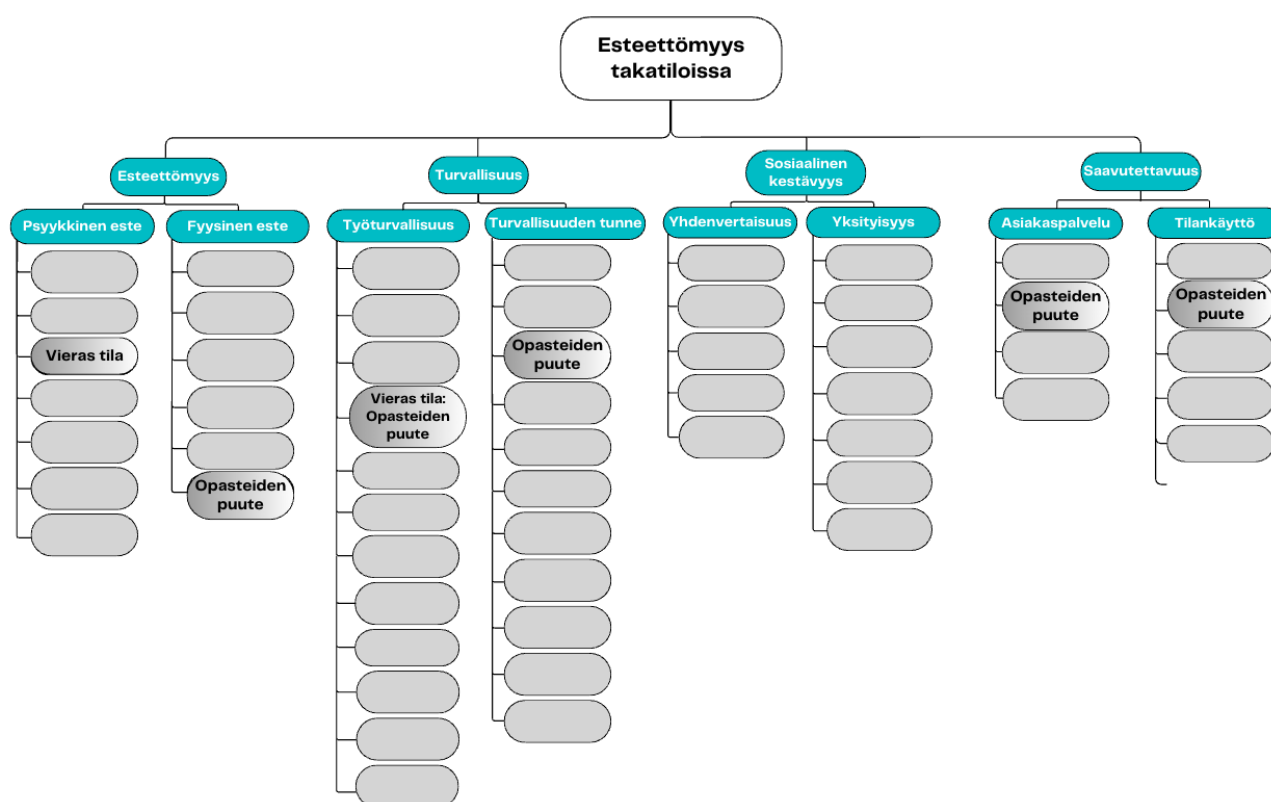 Esteettömyys
takatiloissa
Esteettömyys
Turvallisuus
Sosiaalinen
kestävyys
Saavutettavuus
Psyykkinen este
Fyysinen este
Työturvallisuus
Turvallisuuden tunne
Yhdenvertaisuus
Yksityisyys
Asiakaspalvelu
Tilankäyttö
Vieras tila
Opasteiden
puute
Vieras tila:
Opasteiden
puute
Opasteiden
puute
Opasteiden
puute
Opasteiden
puute